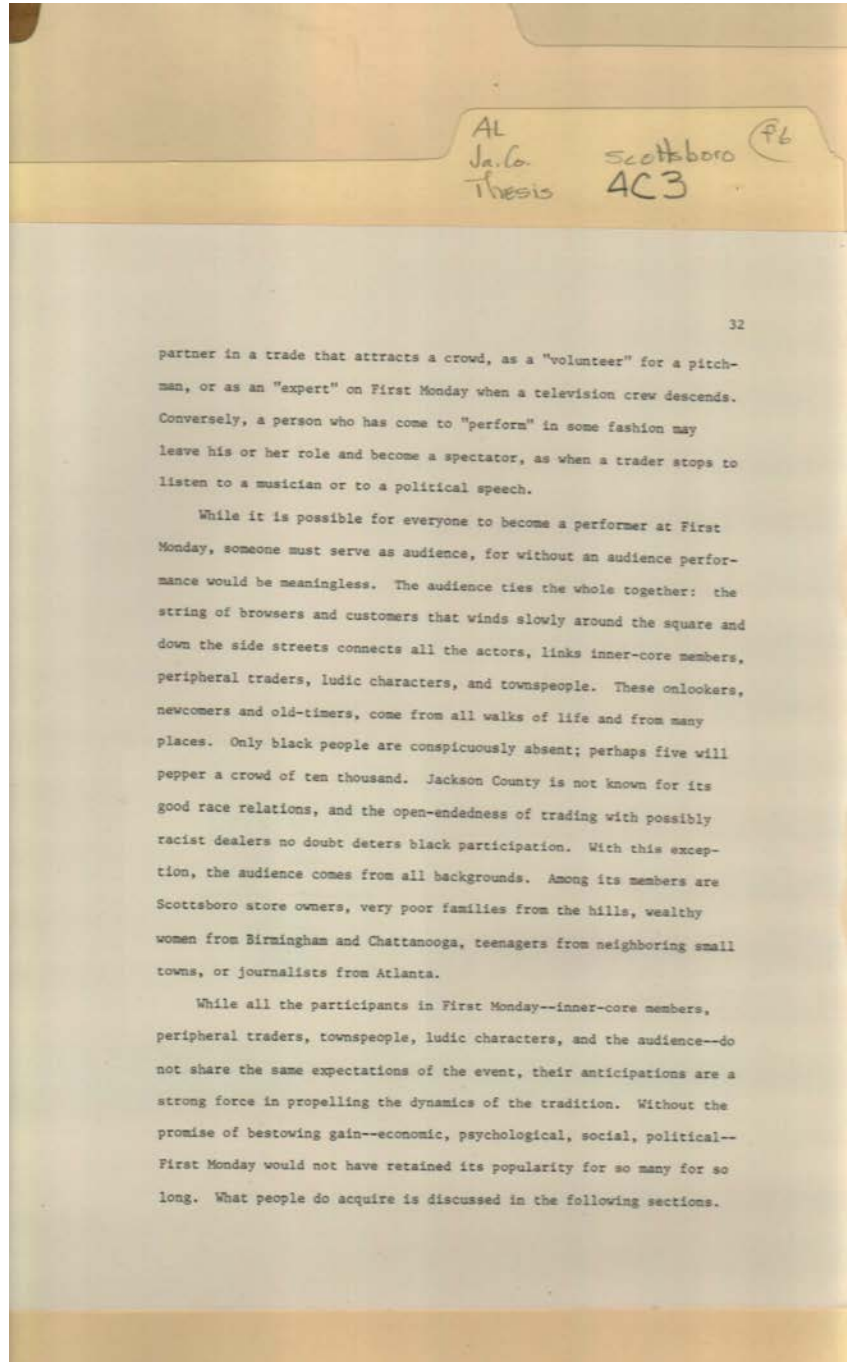 AL
Ja. Co. Scottsboro
Thesis 4C3
32
partner in a trade that attracts a crowd, as a "volunteer" for a pitch-
man, or as an "expert" on First Monday when a television crew descends.
Conversely, a person who has come to "perform" in some fashion may
leave his or her role and become a spectator, as when a trader stops to
listen to a musician or to a political speech.
While it is possible for everyone to become a performer at First
Monday, someone must serve as audience, for without an audience perfor-
mance would be meaningless. The audience ties the whole together: the
string of browsers and customers that winds slowly around the square and
down the side streets connects all the actors, links inner-core members,
peripheral traders, ludic characters, and townspeople. These onlookers,
newcomers and old-timers, come from all walks of life and from many
places. Only black people are conspicuously absent; perhaps five will
pepper a crowd of ten thousand. Jackson County is not known for its
good race relations, and the open-endedness of trading with possibly
racist dealers no doubt deters black participation. With this excep-
tion, the audience comes from all backgrounds. Among its members are
Scottsboro store owners, very poor families from the hills, wealthy
women from Birmingham and Chattanooga, teenagers from neighboring small
towns, or journalists from Atlanta.
While all the participants in First Monday--inner-core members,
peripheral traders, townspeople, ludic characters, and the audience--do
not share the same expectations of the event, their anticipations are a
strong force in propelling the dynamics of the tradition. Without the
promise of bestowing gain--economic, psychological, social, political--
First Monday would not have retained its popularity for so many for so
long. What people do acquire is discussed in the following sections.